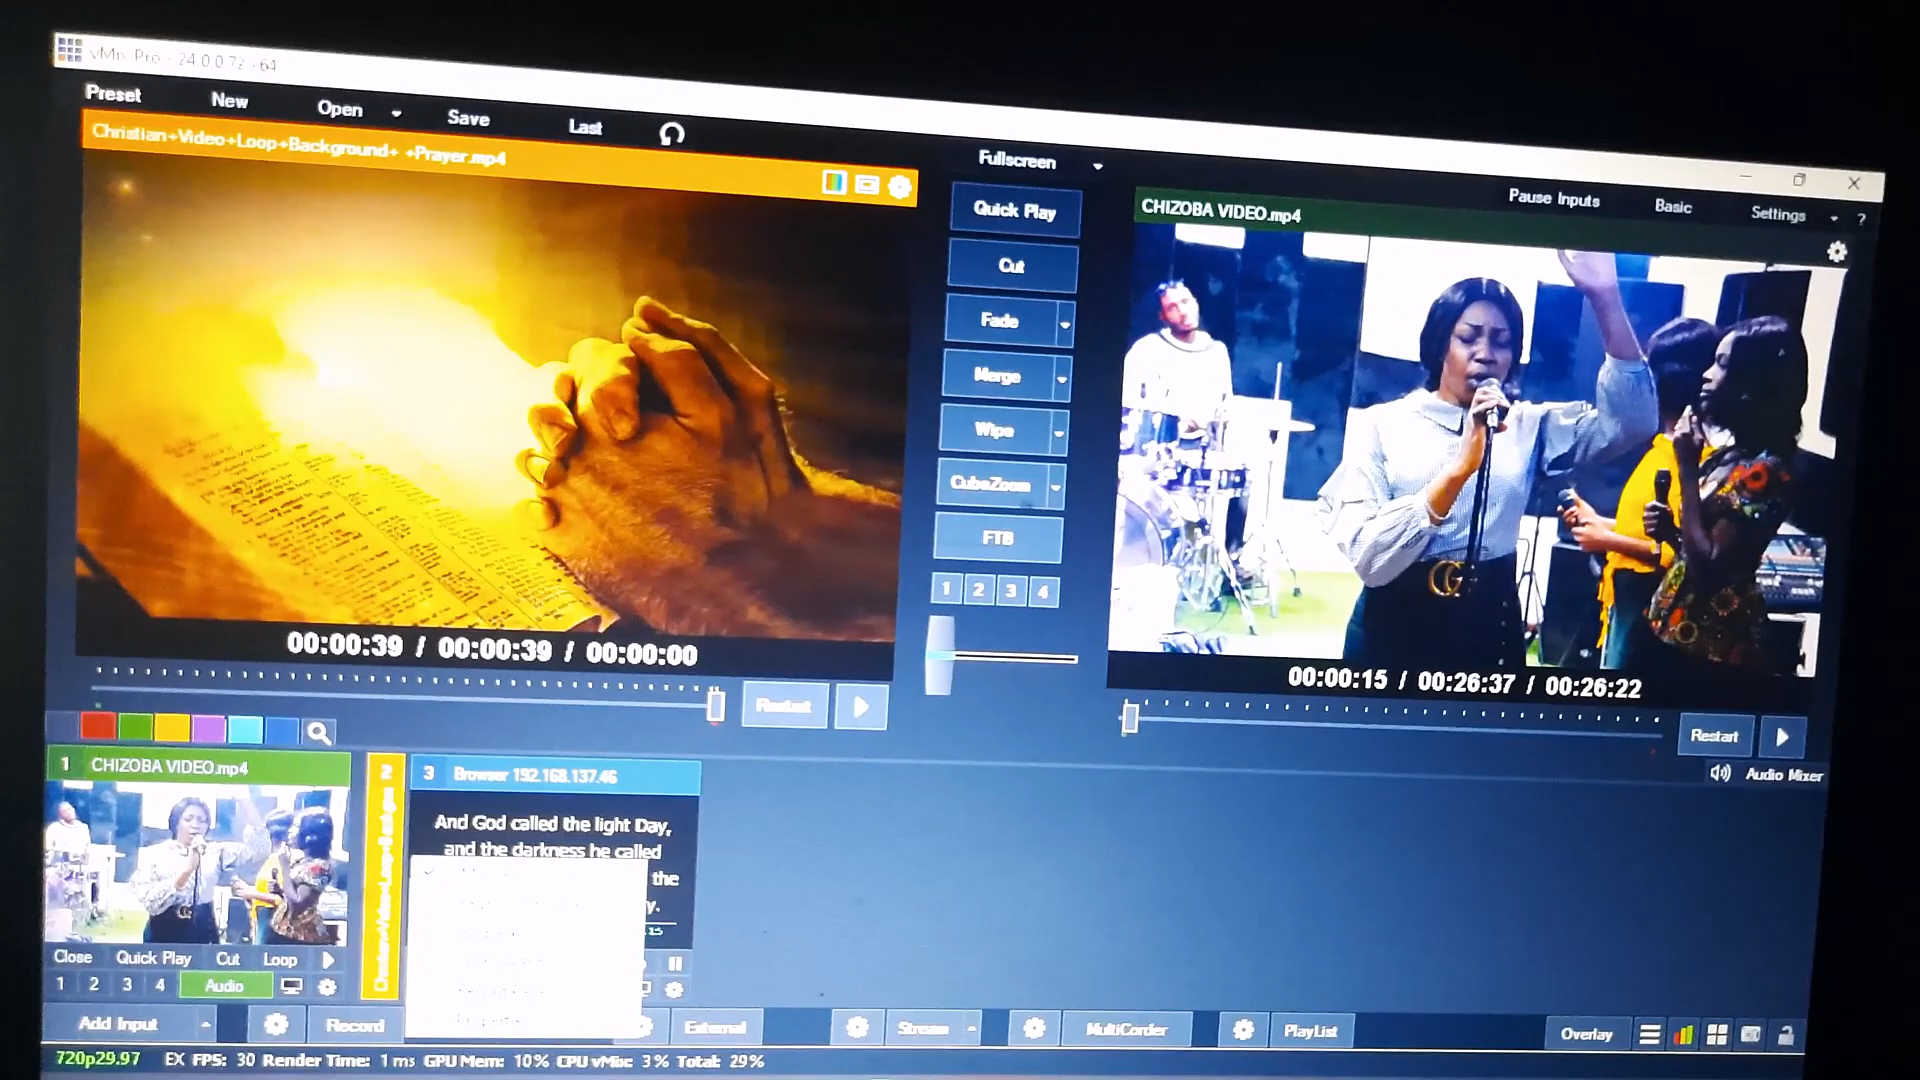 vMix Pro - 24.0.0.72 - x64
Preset New Open Save Last
Christian+Video+Loop+Background+ +Prayer.mp4
Fullscreen
Pause Inputs Basic Settings ?
CHIZOBA VIDEO.mp4
Quick Play
Cut
Fade
Merge
Wipe
CubeZoom
FTB
1 2 3 4
00:00:39 / 00:00:39 / 00:00:00
Restart
00:00:15 / 00:26:37 / 00:26:22
Restart
Audio Mixer
1 CHIZOBA VIDEO.mp4
2
3 Browser 192.168.137.46
And God called the light Day,
and the darkness he called
the
y.
Close Quick Play Cut Loop
1 2 3 4 Audio
Add Input Record External Stream MultiCorder PlayList Overlay
720p29.97 EX FPS: 30 Render Time: 1 ms GPU Mem: 10% CPU vMix: 3% Total: 29%